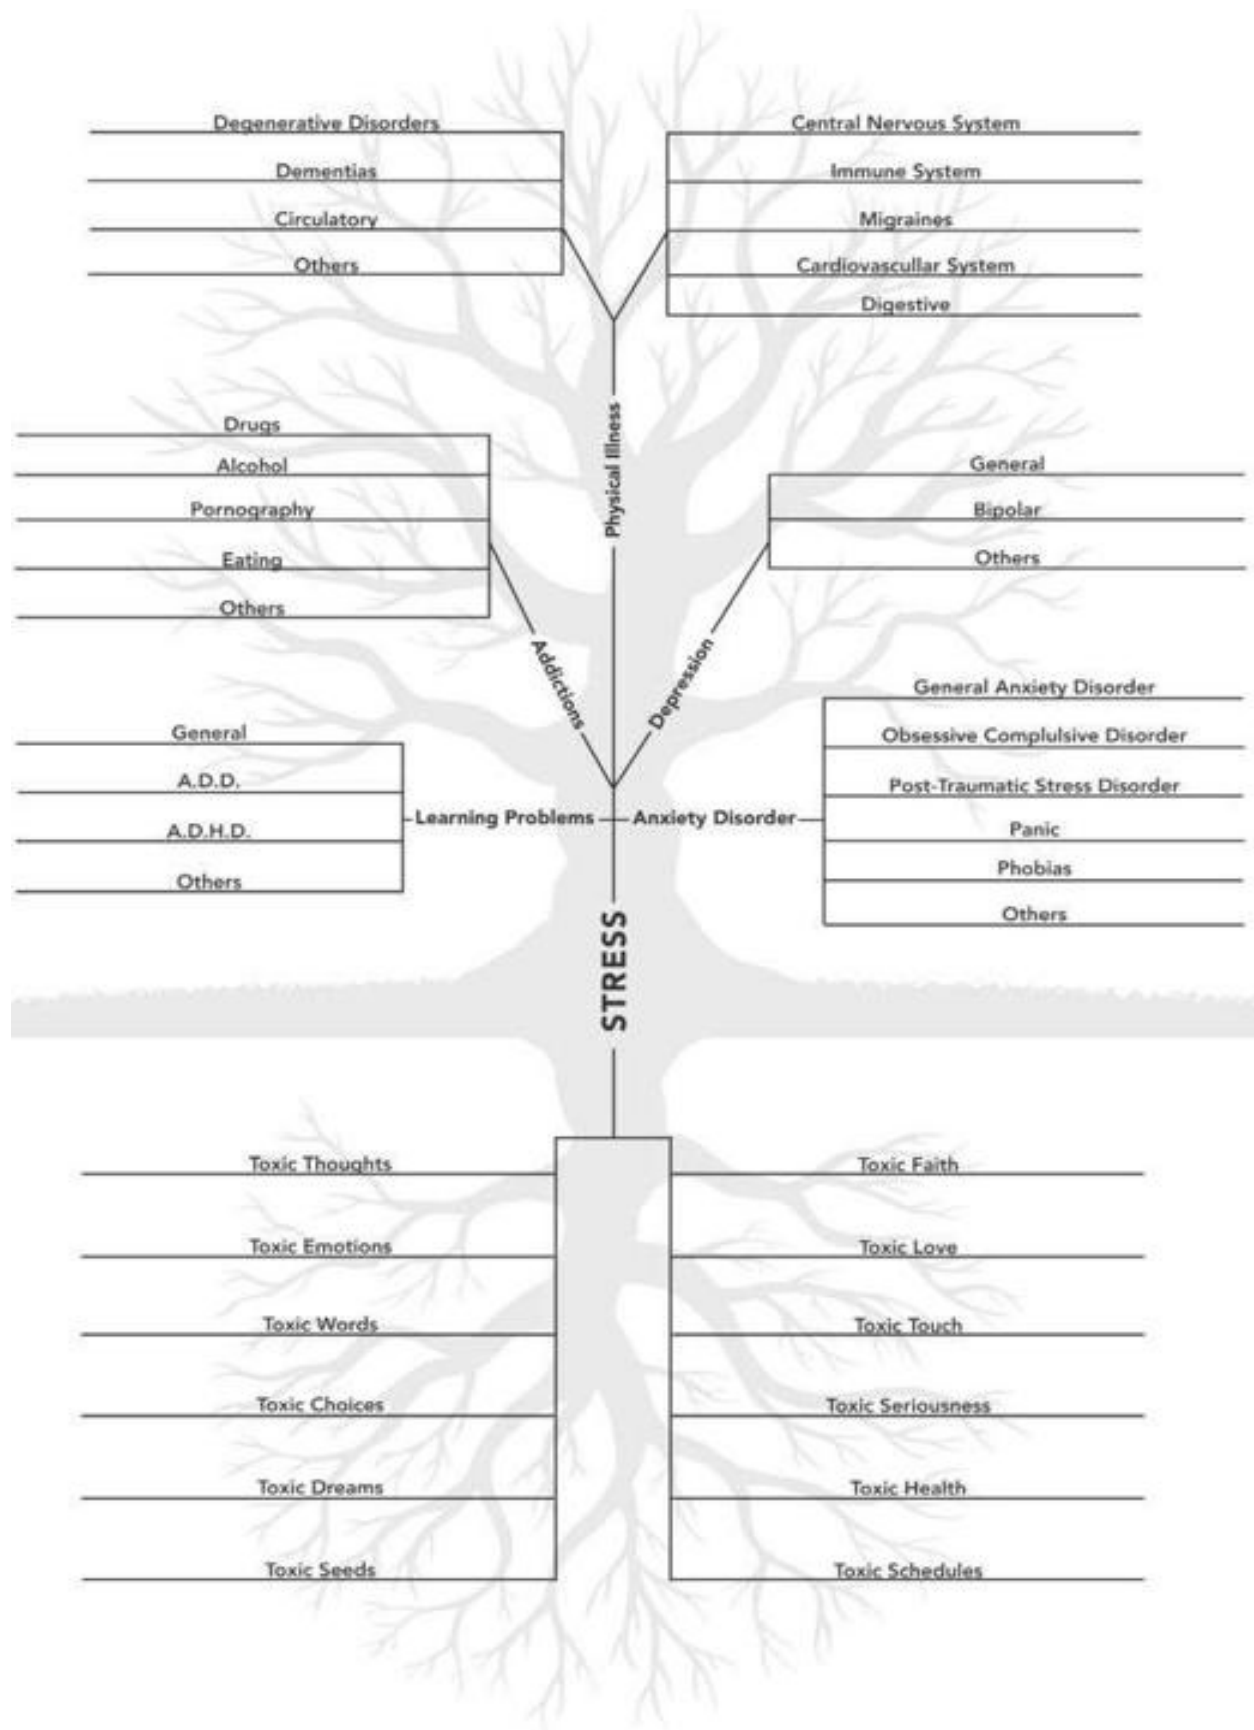 Degenerative Disorders
Dementias
Circulatory
Others
Central Nervous System
Immune System
Migraines
Cardiovascullar System
Digestive
Physical Illness
Drugs
Alcohol
Pornography
Eating
Others
Addictions
General
Bipolar
Others
Depression
General
A.D.D.
A.D.H.D.
Others
Learning Problems
Anxiety Disorder
General Anxiety Disorder
Obsessive Complulsive Disorder
Post-Traumatic Stress Disorder
Panic
Phobias
Others
STRESS
Toxic Thoughts
Toxic Emotions
Toxic Words
Toxic Choices
Toxic Dreams
Toxic Seeds
Toxic Faith
Toxic Love
Toxic Touch
Toxic Seriousness
Toxic Health
Toxic Schedules